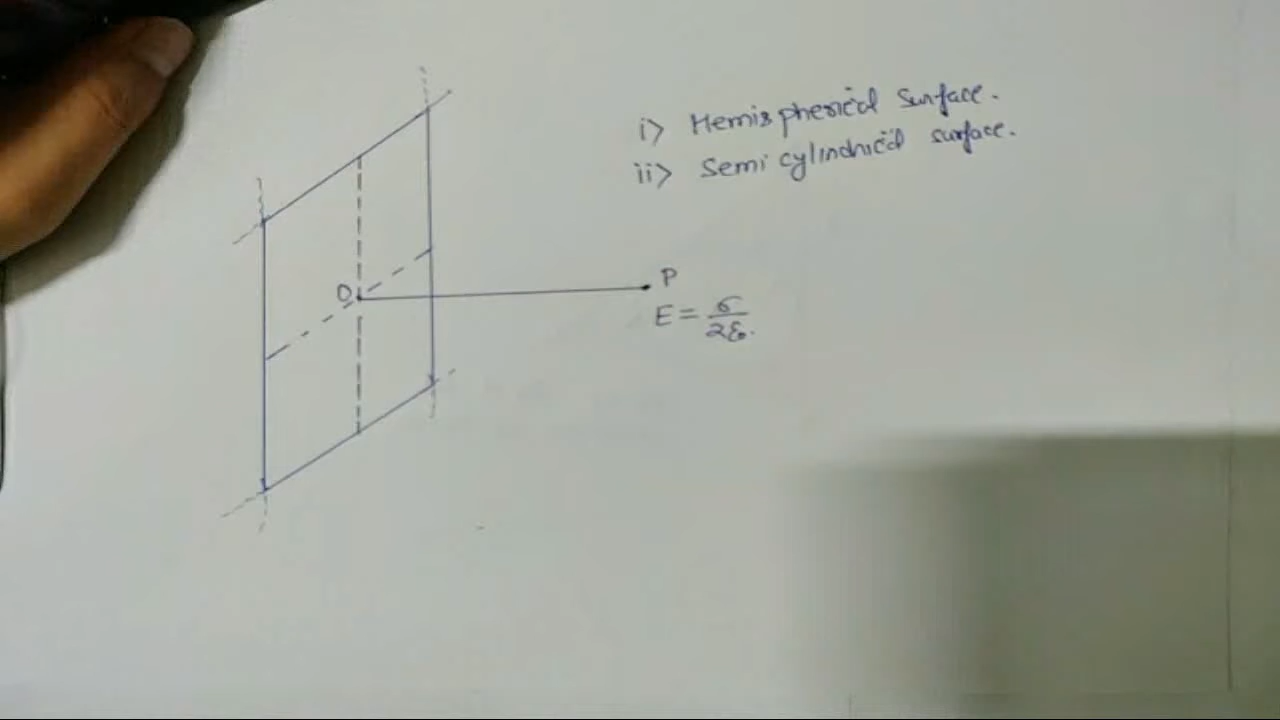 i) Hemispherical surface.
ii) Semi cylindrical surface.
O
P
E = σ/2ε₀.